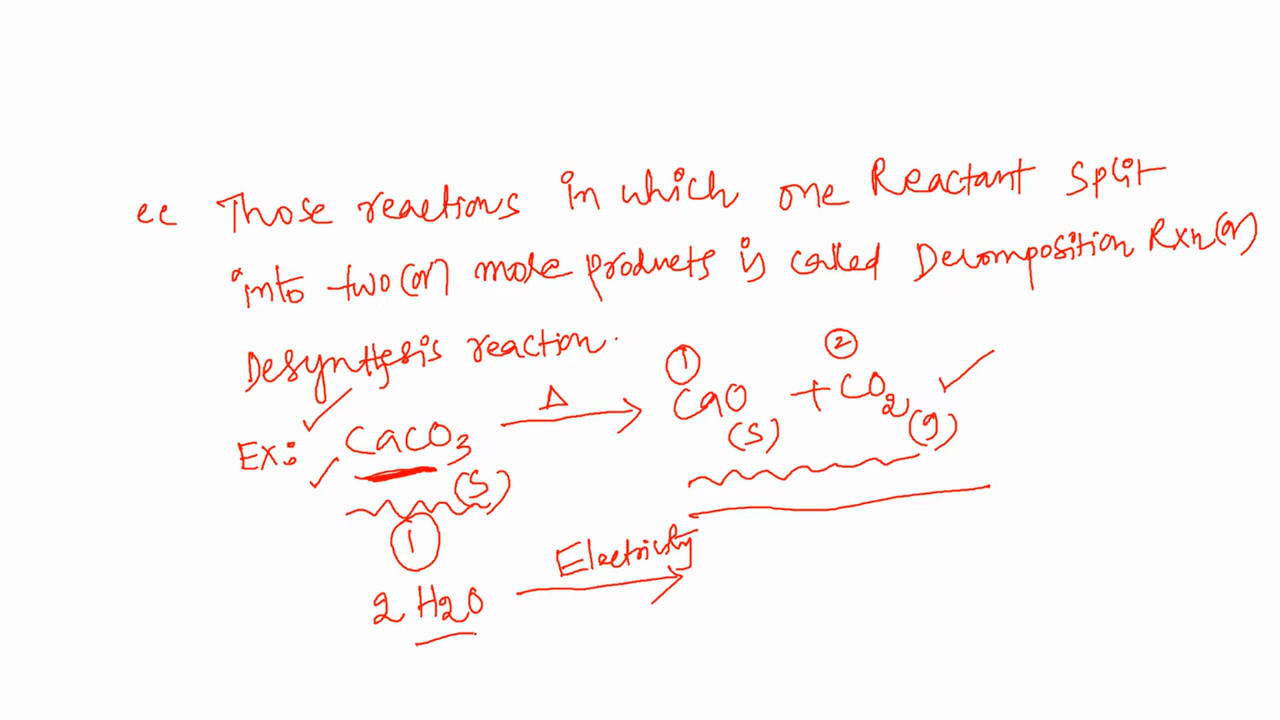 “ Those reactions in which one Reactant split
into two (or) more products is called Decomposition Rxn (or)
Desynthesis reaction.
Ex: CaCO3 (s) —Δ→ CaO (s) + CO2 (g)
① ① ②
2 H2O —Electricity→